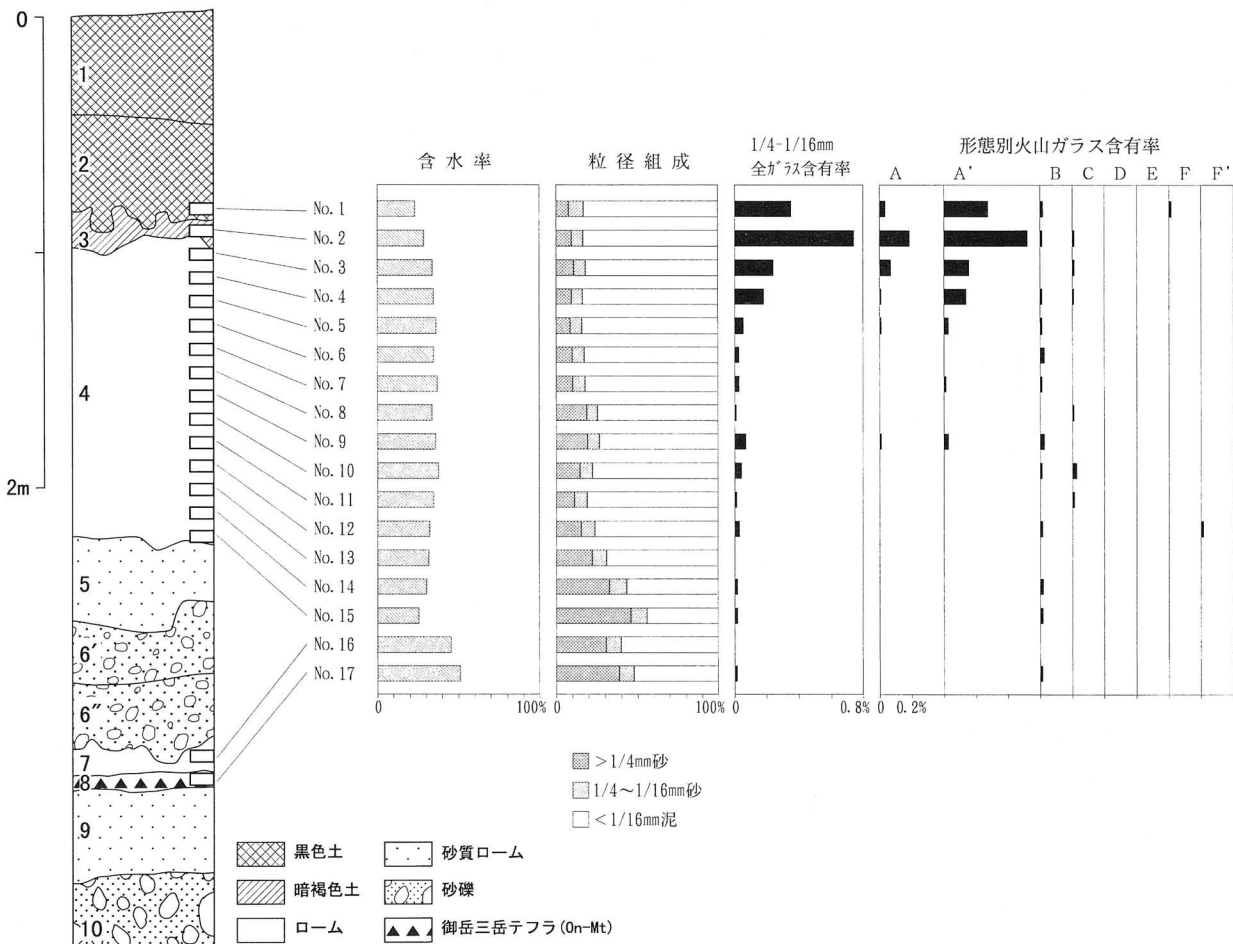 0
2m
1
2
3
4
5
6′
6″
7
8
9
10
No. 1
No. 2
No. 3
No. 4
No. 5
No. 6
No. 7
No. 8
No. 9
No. 10
No. 11
No. 12
No. 13
No. 14
No. 15
No. 16
No. 17
含水率
0 100%
粒径組成
0 100%
1/4-1/16mm
全ガラス含有率
0 0.8%
形態別火山ガラス含有率
A A' B C D E F F'
0 0.2%
>1/4mm砂
1/4~1/16mm砂
<1/16mm泥
黒色土
暗褐色土
ローム
砂質ローム
砂礫
御岳三岳テフラ(On-Mt)